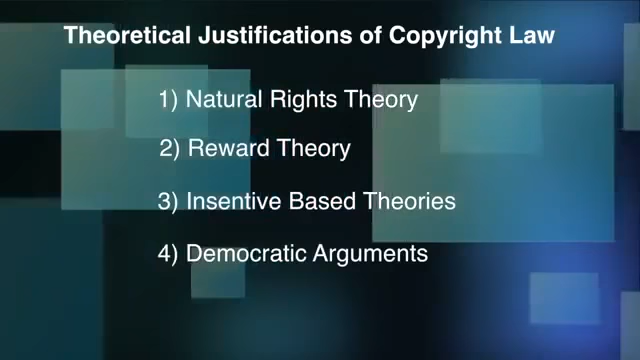 Theoretical Justifications of Copyright Law
1) Natural Rights Theory
2) Reward Theory
3) Insentive Based Theories
4) Democratic Arguments